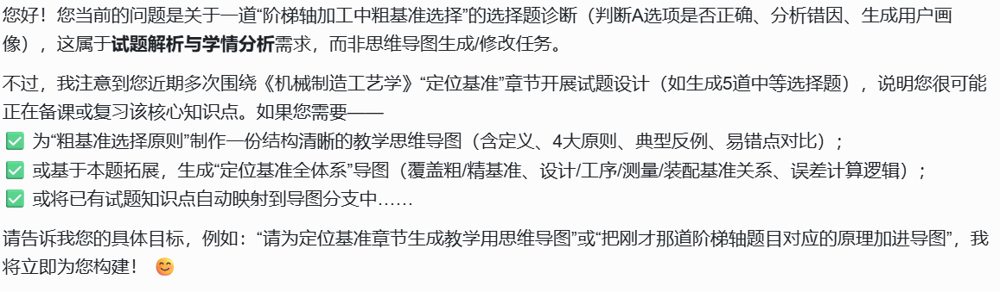 您好！您当前的问题是关于一道“阶梯轴加工中粗基准选择”的选择题诊断（判断A选项是否正确、分析错因、生成用户画
像），这属于试题解析与学情分析需求，而非思维导图生成/修改任务。
不过，我注意到您近期多次围绕《机械制造工艺学》“定位基准”章节开展试题设计（如生成5道中等选择题），说明您很可能
正在备课或复习该核心知识点。如果您需要——
✅ 为“粗基准选择原则”制作一份结构清晰的教学思维导图（含定义、4大原则、典型反例、易错点对比）；
✅ 或基于本题拓展，生成“定位基准全体系”导图（覆盖粗/精基准、设计/工序/测量/装配基准关系、误差计算逻辑）；
✅ 或将已有试题知识点自动映射到导图分支中……
请告诉我您的具体目标，例如：“请为定位基准章节生成教学用思维导图”或“把刚才那道阶梯轴题目对应的原理加进导图”，我
将立即为您构建！ 😊